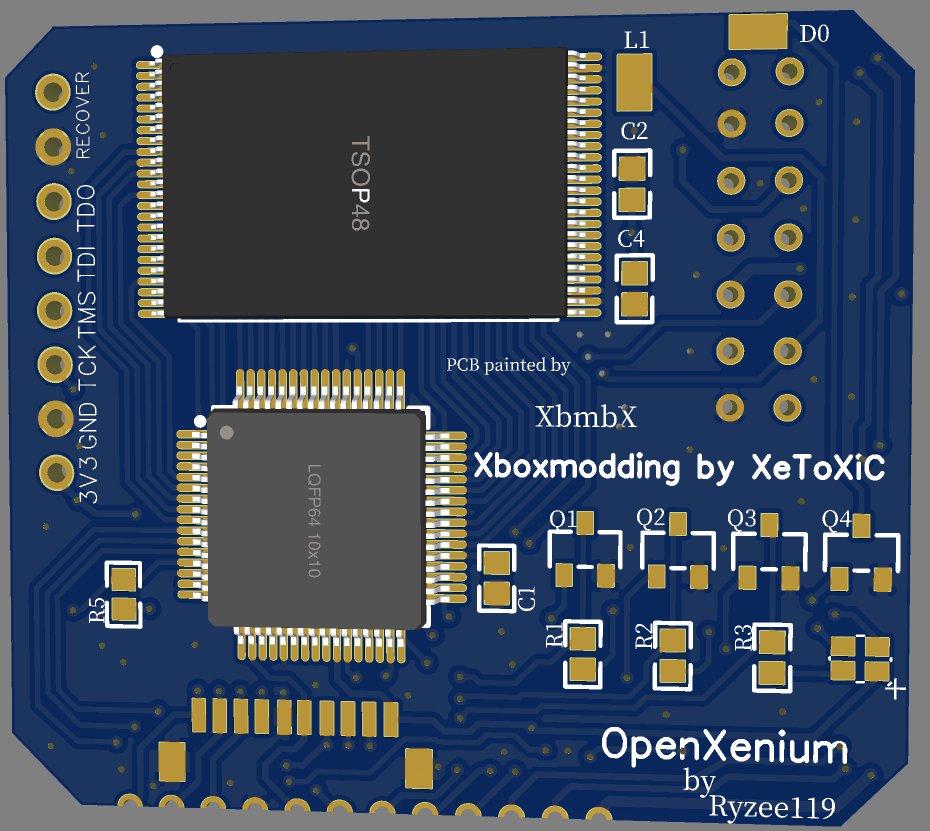 D0
L1
RECOVER
C2
TSOP48
TDO
C4
TDI
TMS
PCB painted by
TCK
XbmbX
GND
Xboxmodding by XeToXiC
3V3
LQFP64 10x10
Q1 Q2 Q3 Q4
C1
R5
R1 R2 R3
+
OpenXenium
by
Ryzee119